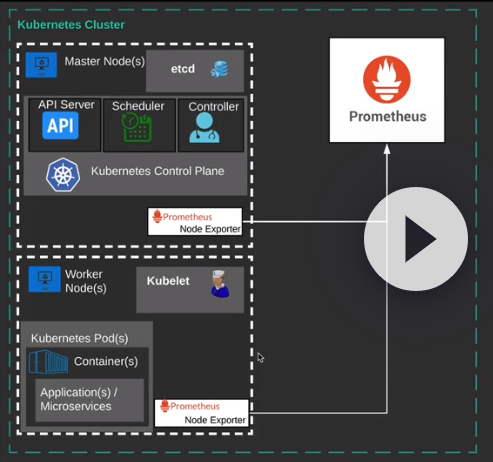 Kubernetes Cluster
Master Node(s)
etcd
API Server
Scheduler
Controller
API
Kubernetes Control Plane
Prometheus
Node Exporter
Prometheus
Worker
Node(s)
Kubelet
Kubernetes Pod(s)
Container(s)
Application(s) /
Microservices
Prometheus
Node Exporter